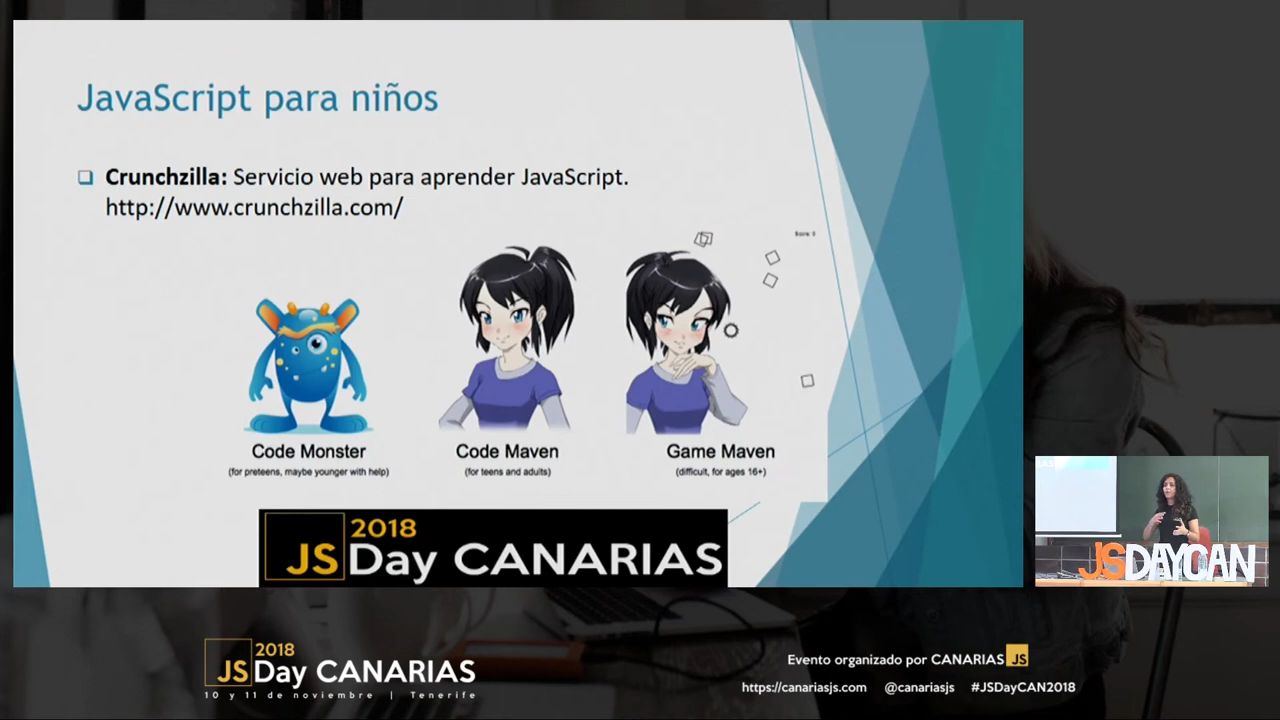 JavaScript para niños
Crunchzilla: Servicio web para aprender JavaScript.
http://www.crunchzilla.com/
Score 0
Code Monster
(for preteens, maybe younger with help)
Code Maven
(for teens and adults)
Game Maven
(difficult, for ages 16+)
2018
JS Day CANARIAS
JSDAYCAN
2018
JS Day CANARIAS
10 y 11 de noviembre | Tenerife
Evento organizado por CANARIAS JS
https://canariasjs.com @canariasjs #JSDayCAN2018